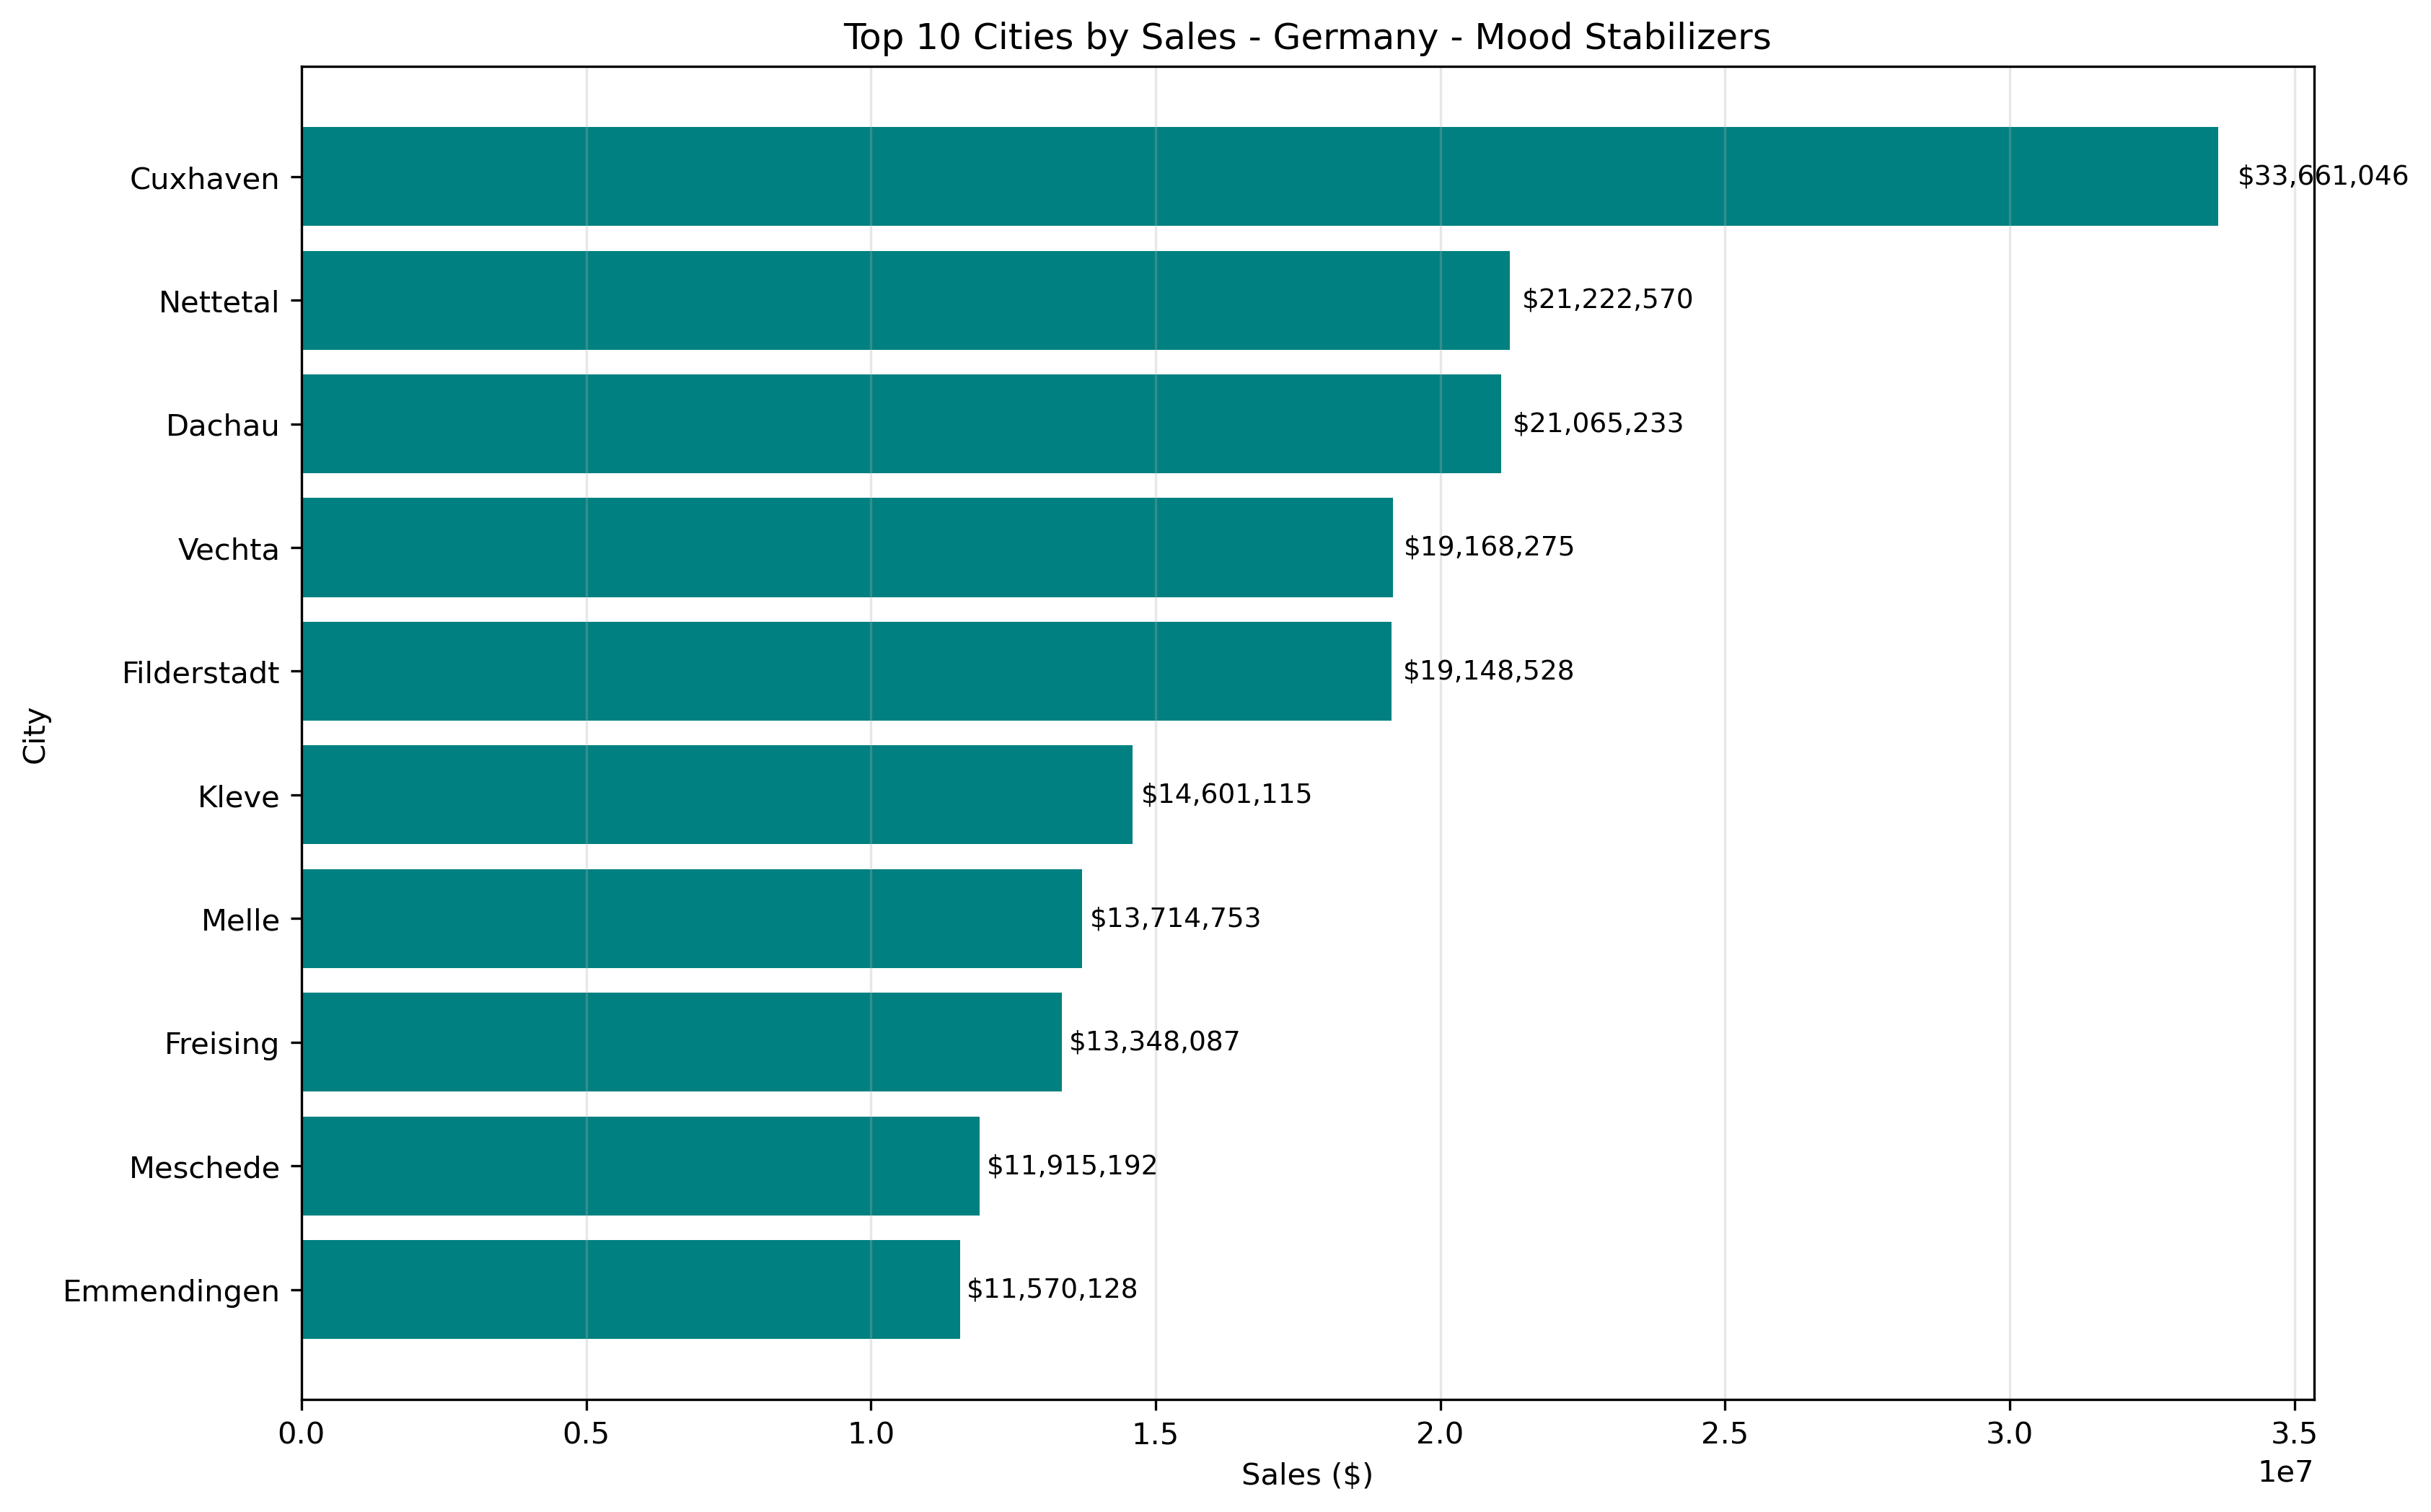 Top 10 Cities by Sales - Germany - Mood Stabilizers
City
Cuxhaven $33,661,046
Nettetal $21,222,570
Dachau $21,065,233
Vechta $19,168,275
Filderstadt $19,148,528
Kleve $14,601,115
Melle $13,714,753
Freising $13,348,087
Meschede $11,915,192
Emmendingen $11,570,128
0.0 0.5 1.0 1.5 2.0 2.5 3.0 3.5
1e7
Sales ($)